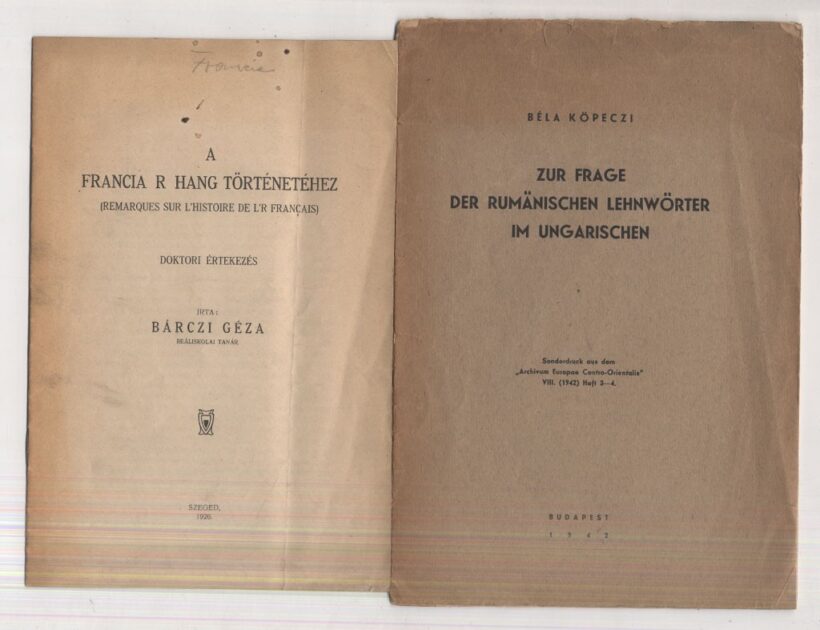 Francia
A
FRANCIA R HANG TÖRTÉNETÉHEZ
(REMARQUES SUR L'HISTOIRE DE L'R FRANÇAIS)
DOKTORI ÉRTEKEZÉS
IRTA:
BÁRCZI GÉZA
REÁLISKOLAI TANÁR
SZEGED,
1926.
BÉLA KÖPECZI
ZUR FRAGE
DER RUMÄNISCHEN LEHNWÖRTER
IM UNGARISCHEN
Sonderdruck aus dem
„Archivum Europae Centro-Orientalis"
VIII. (1942) Heft 3—4.
BUDAPEST
1942